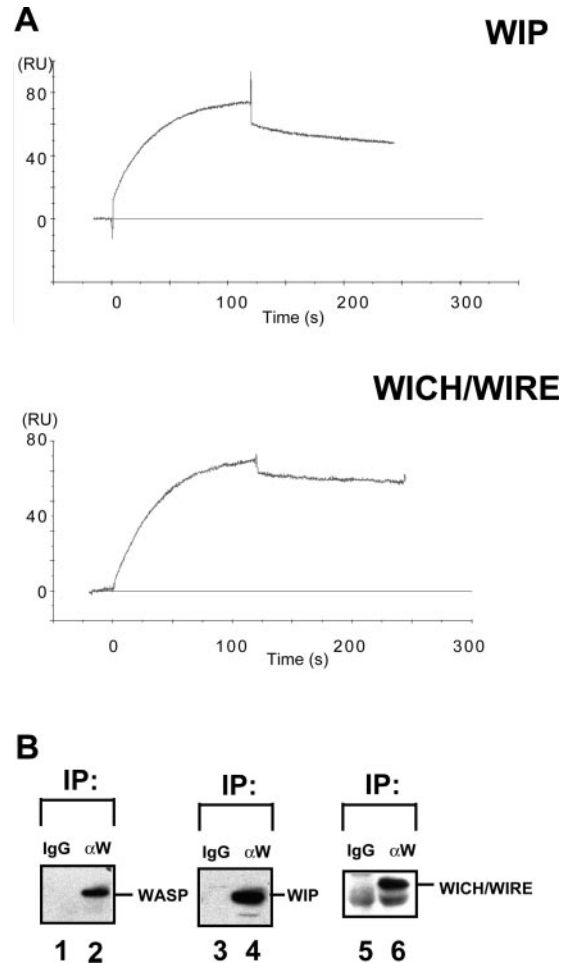 A
WIP
(RU)
80
40
0
0 100 200 300
Time (s)
WICH/WIRE
(RU)
80
40
0
0 100 200 300
Time (s)
B
IP: IP: IP:
IgG αW IgG αW IgG αW
WASP WIP WICH/WIRE
1 2 3 4 5 6